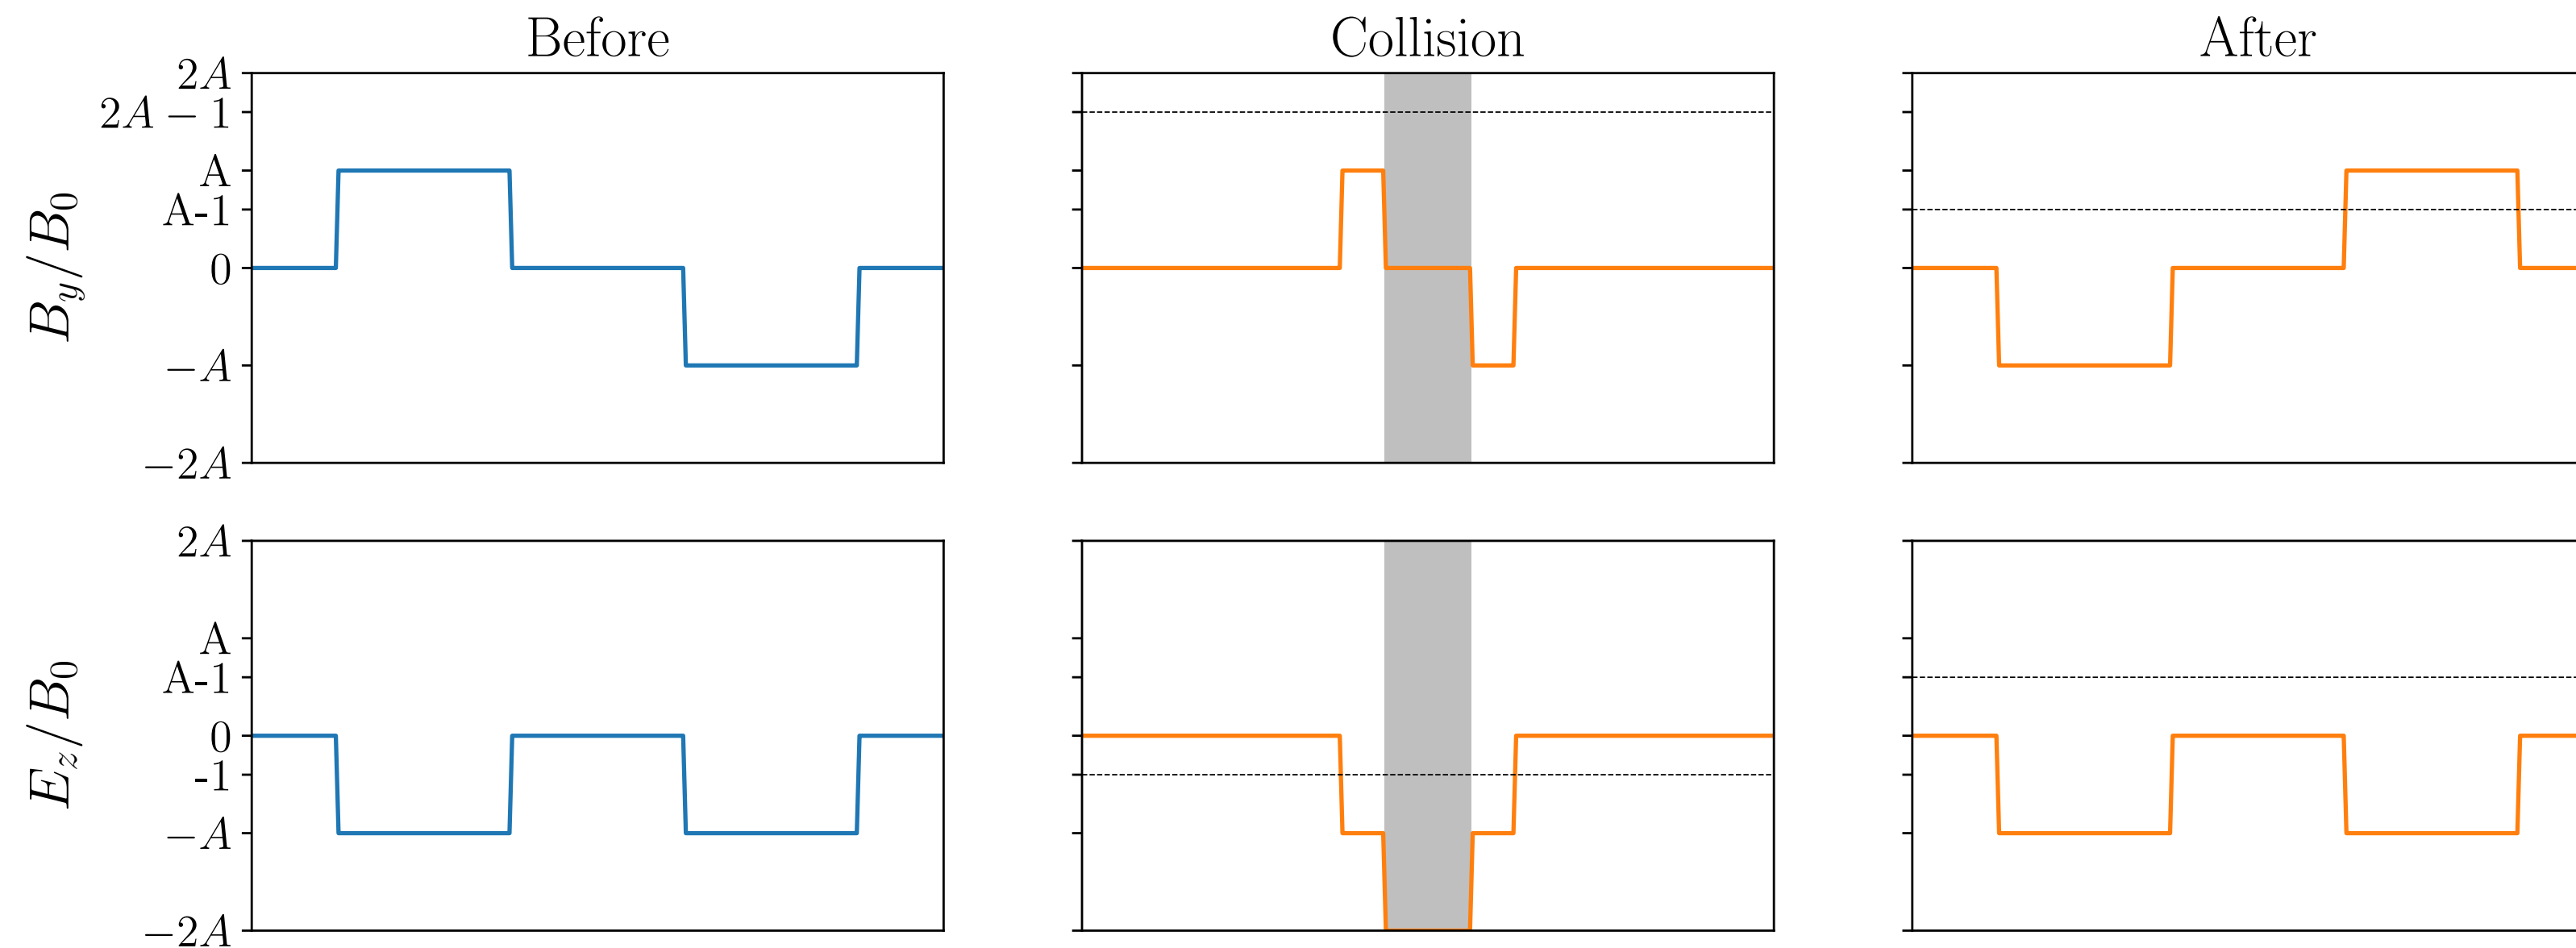 Before
Collision
After
2A
2A − 1
A
A-1
0
−A
−2A
B_y/B_0
2A
A
A-1
0
-1
−A
−2A
E_z/B_0